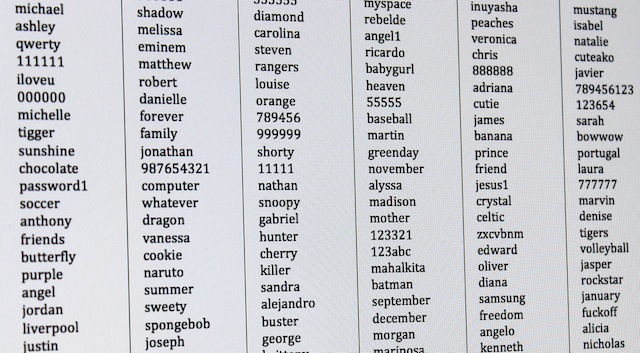 michael
ashley
qwerty
111111
iloveu
000000
michelle
tigger
sunshine
chocolate
password1
soccer
anthony
friends
butterfly
purple
angel
jordan
liverpool
justin
shadow
melissa
eminem
matthew
robert
danielle
forever
family
jonathan
987654321
computer
whatever
dragon
vanessa
cookie
naruto
summer
sweety
spongebob
joseph
diamond
carolina
steven
rangers
louise
orange
789456
999999
shorty
11111
nathan
snoopy
gabriel
hunter
cherry
killer
sandra
alejandro
buster
george
myspace
rebelde
angel1
ricardo
babygurl
heaven
55555
baseball
martin
greenday
november
alyssa
madison
mother
123321
123abc
mahalkita
batman
september
december
morgan
mariposa
inuyasha
peaches
veronica
chris
888888
adriana
cutie
james
banana
prince
friend
jesus1
crystal
celtic
zxcvbnm
edward
oliver
diana
samsung
freedom
angelo
kenneth
mustang
isabel
natalie
cuteako
javier
789456123
123654
sarah
bowwow
portugal
laura
777777
marvin
denise
tigers
volleyball
jasper
rockstar
january
fuckoff
alicia
nicholas